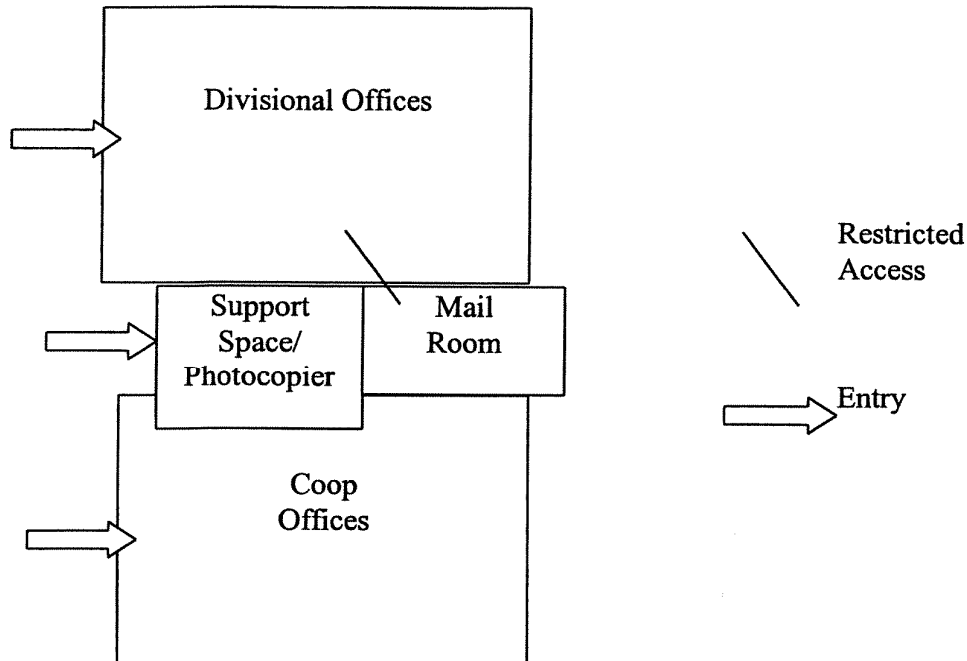 Divisional Offices
Restricted
Access
Support
Space/
Photocopier
Mail
Room
Entry
Coop
Offices